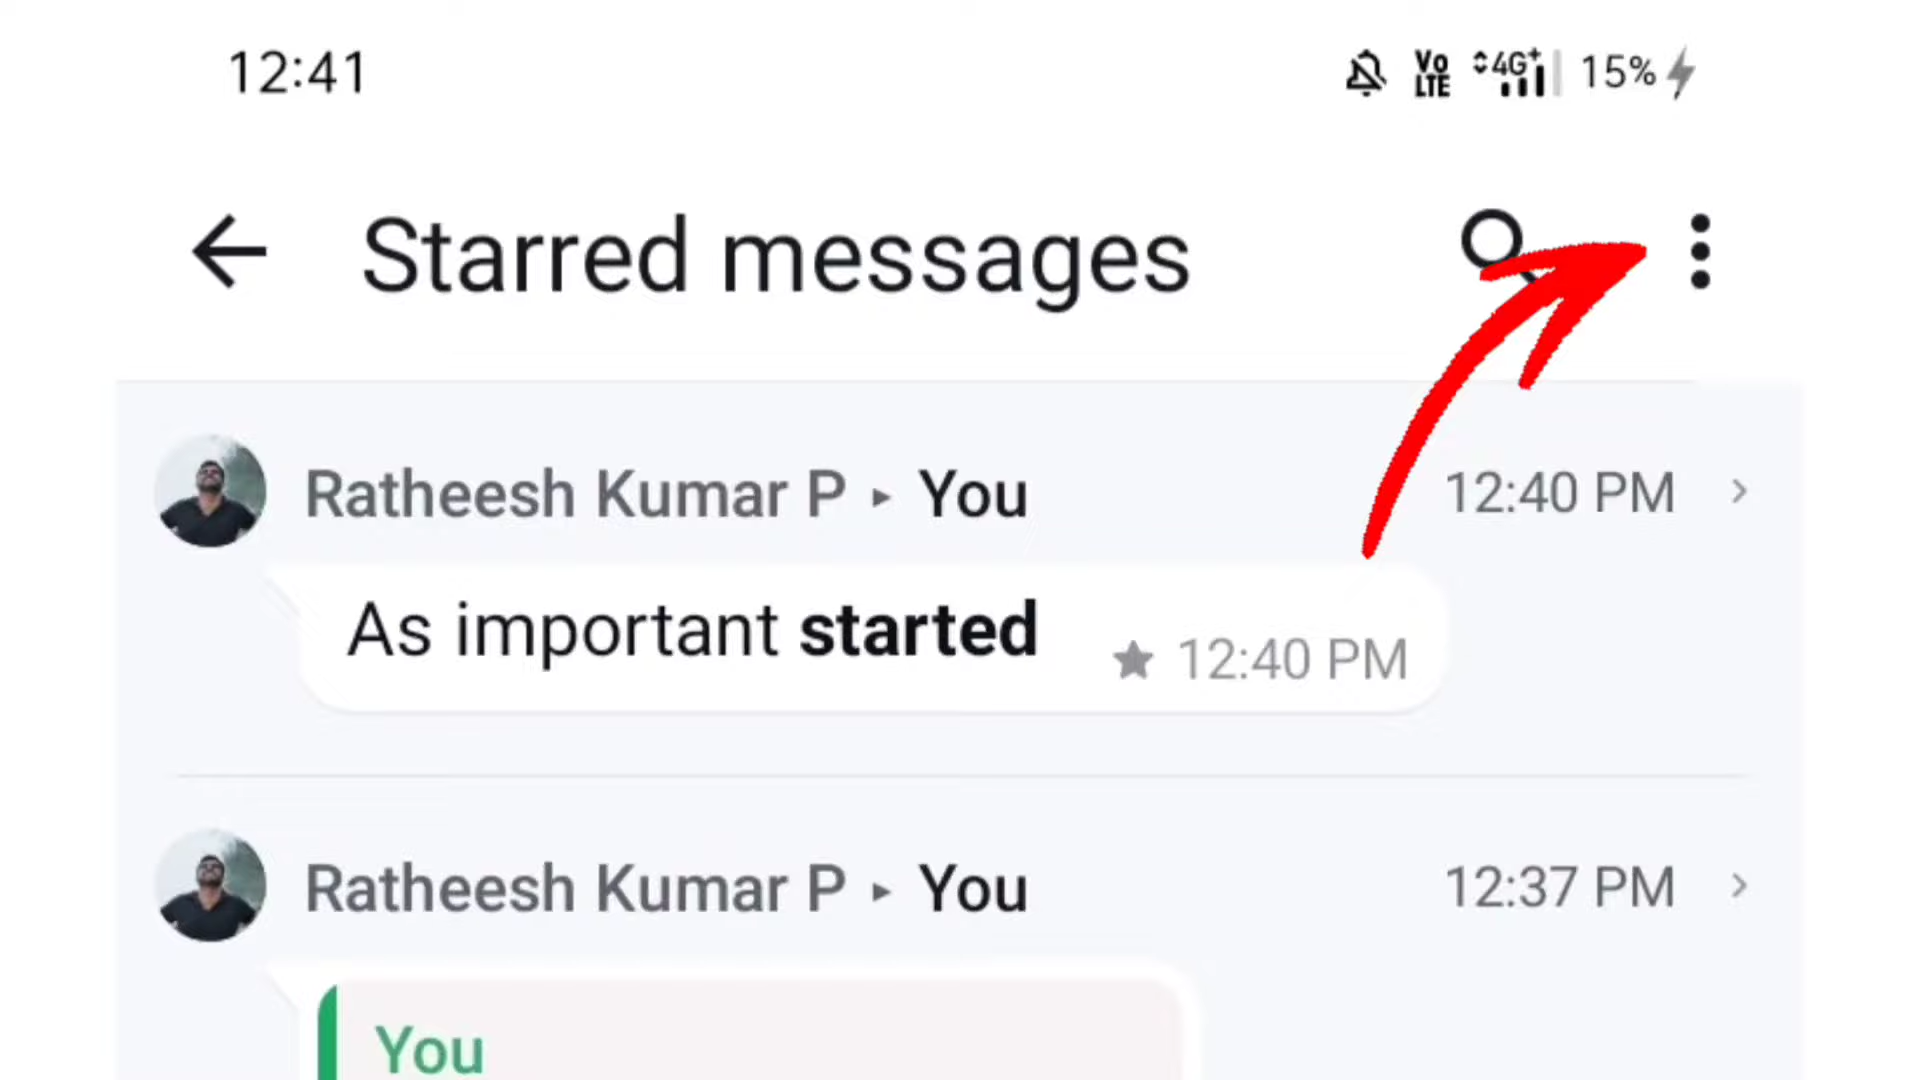 12:41 Vo LTE 4G+ 15%
Starred messages
Ratheesh Kumar P ▸ You 12:40 PM
As important started ★ 12:40 PM
Ratheesh Kumar P ▸ You 12:37 PM
You